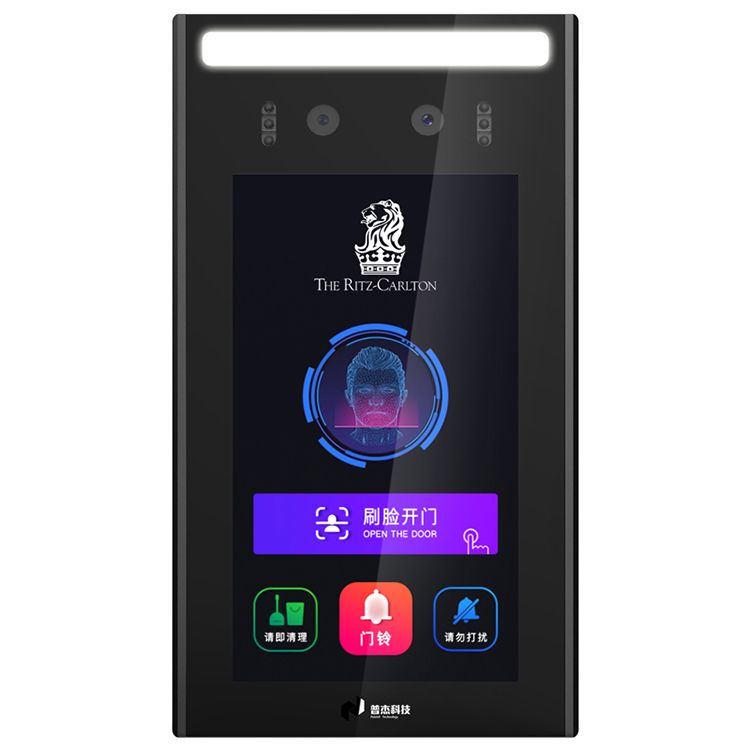 THE RITZ-CARLTON
刷脸开门
OPEN THE DOOR
请即清理
门铃
请勿打扰
普杰科技